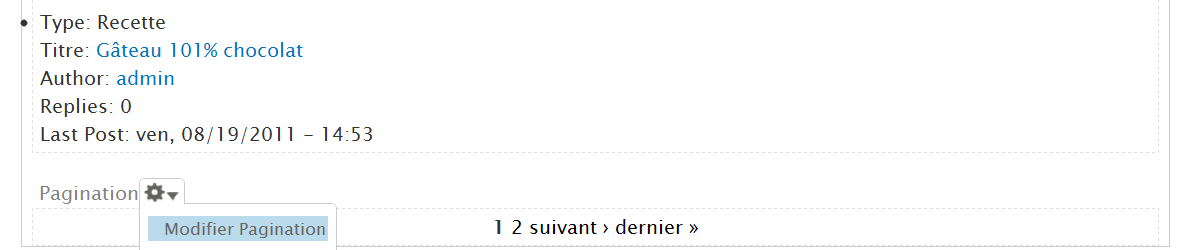 Type: Recette
Titre: Gâteau 101% chocolat
Author: admin
Replies: 0
Last Post: ven, 08/19/2011 - 14:53
Pagination
Modifier Pagination
1 2 suivant › dernier »